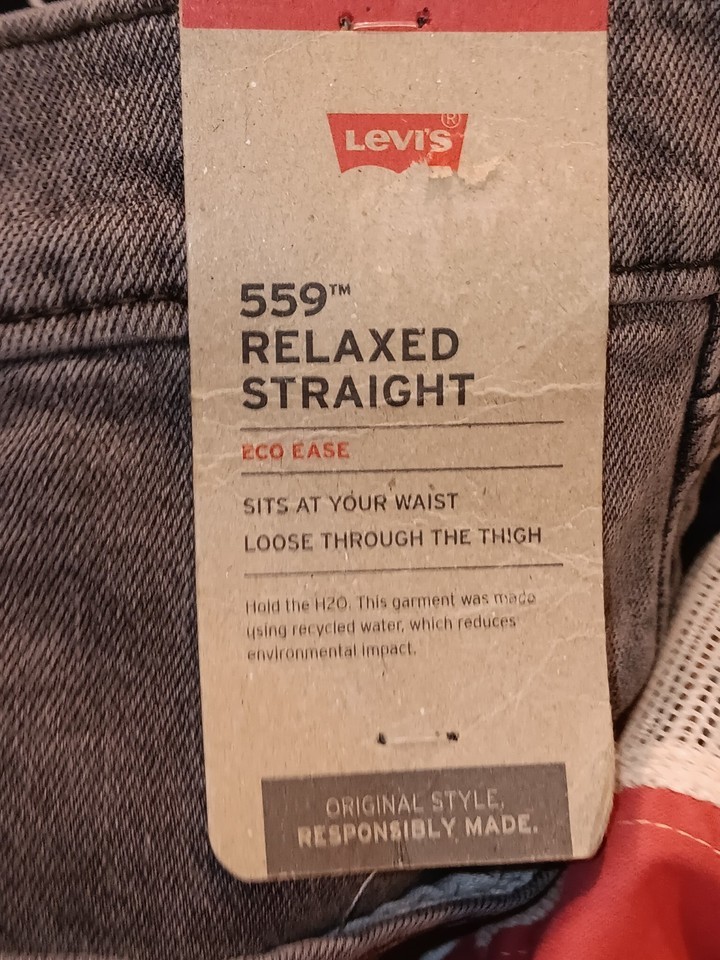 LEVI'S®
559™
RELAXED
STRAIGHT
ECO EASE
SITS AT YOUR WAIST
LOOSE THROUGH THE THIGH
Hold the H2O. This garment was made
using recycled water, which reduces
environmental impact.
ORIGINAL STYLE,
RESPONSIBLY MADE.